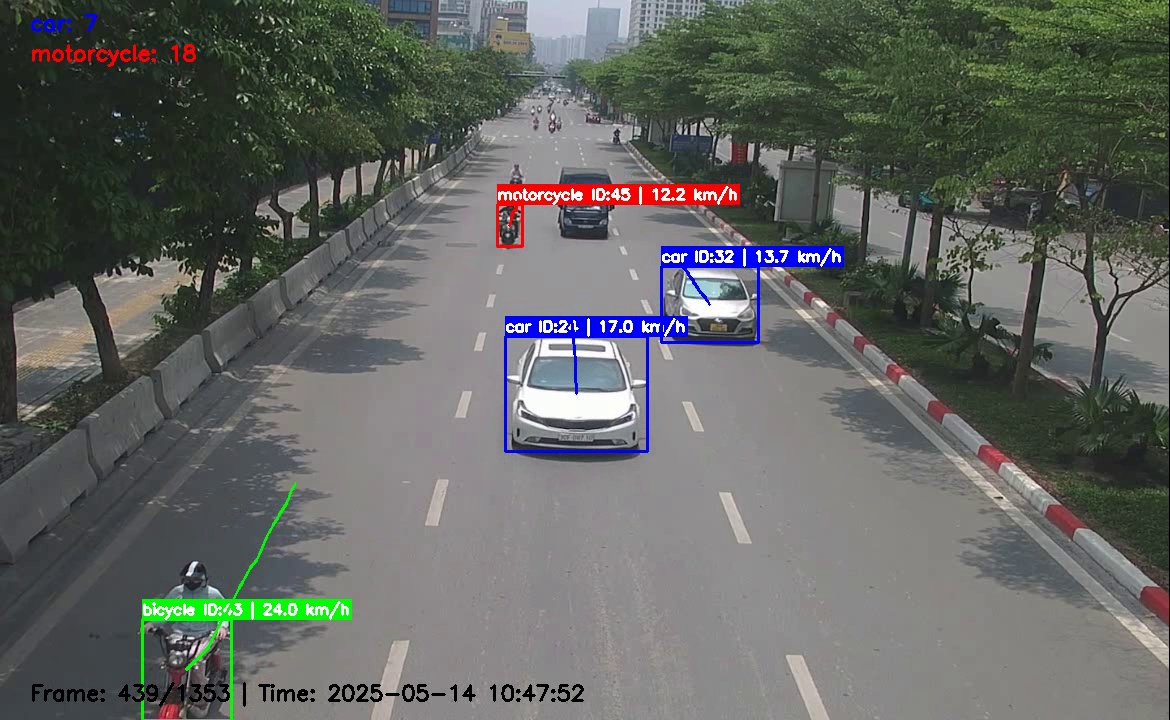 car: 7
motorcycle: 18
motorcycle ID:45 | 12.2 km/h
car ID:32 | 13.7 km/h
car ID:24 | 17.0 km/h
bicycle ID:43 | 24.0 km/h
Frame: 439/1353 | Time: 2025-05-14 10:47:52